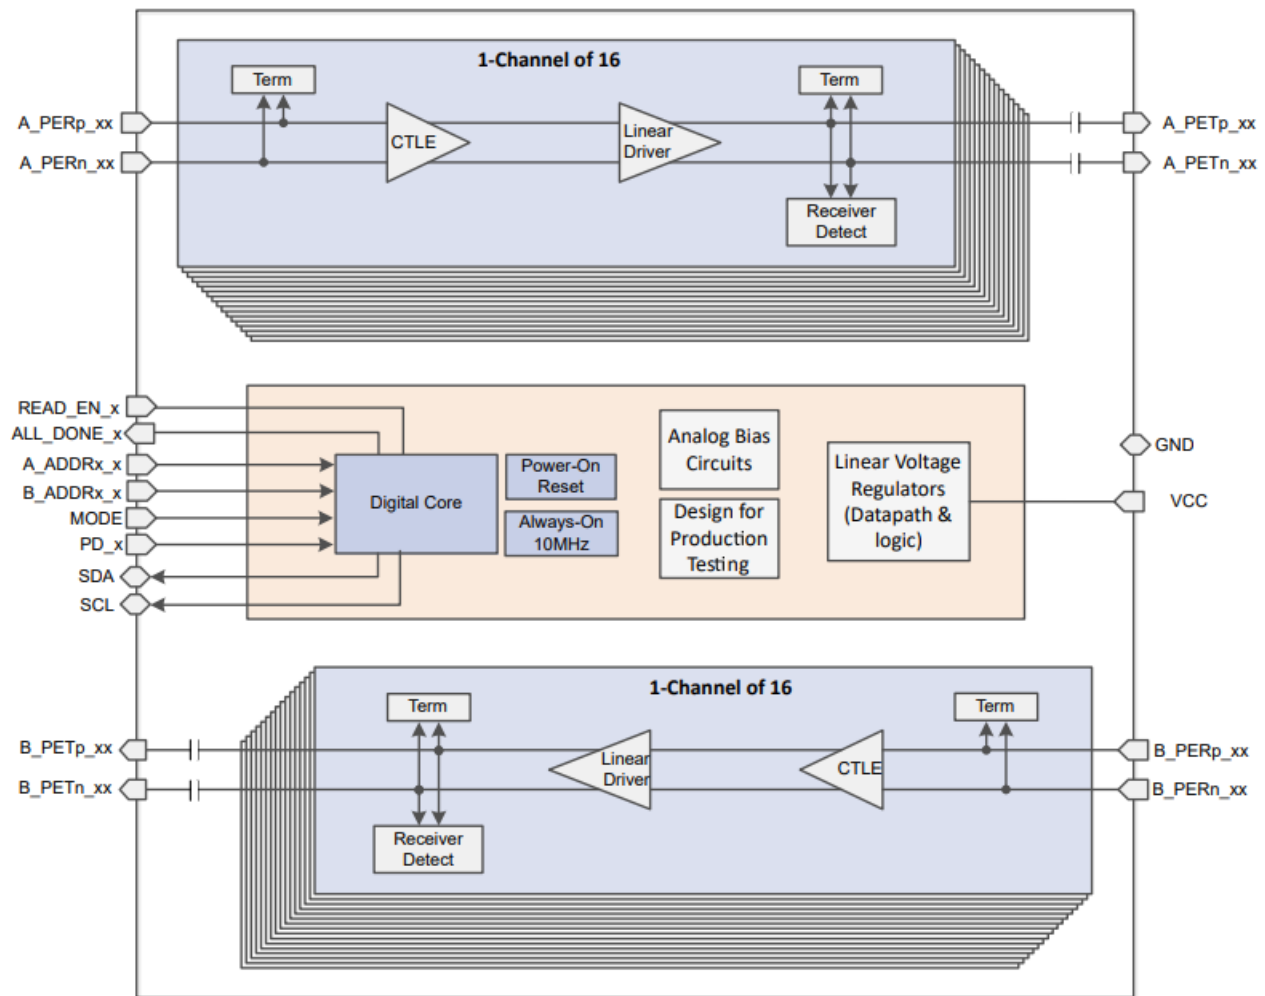 1-Channel of 16
Term
Term
A_PERp_xx
A_PETp_xx
CTLE
Linear
Driver
A_PERn_xx
A_PETn_xx
Receiver
Detect
READ_EN_x
ALL_DONE_x
A_ADDRx_x
B_ADDRx_x
MODE
PD_x
SDA
SCL
Digital Core
Power-On
Reset
Always-On
10MHz
Analog Bias
Circuits
Design for
Production
Testing
Linear Voltage
Regulators
(Datapath &
logic)
GND
VCC
1-Channel of 16
Term
Term
B_PETp_xx
B_PERp_xx
Linear
Driver
CTLE
B_PETn_xx
B_PERn_xx
Receiver
Detect